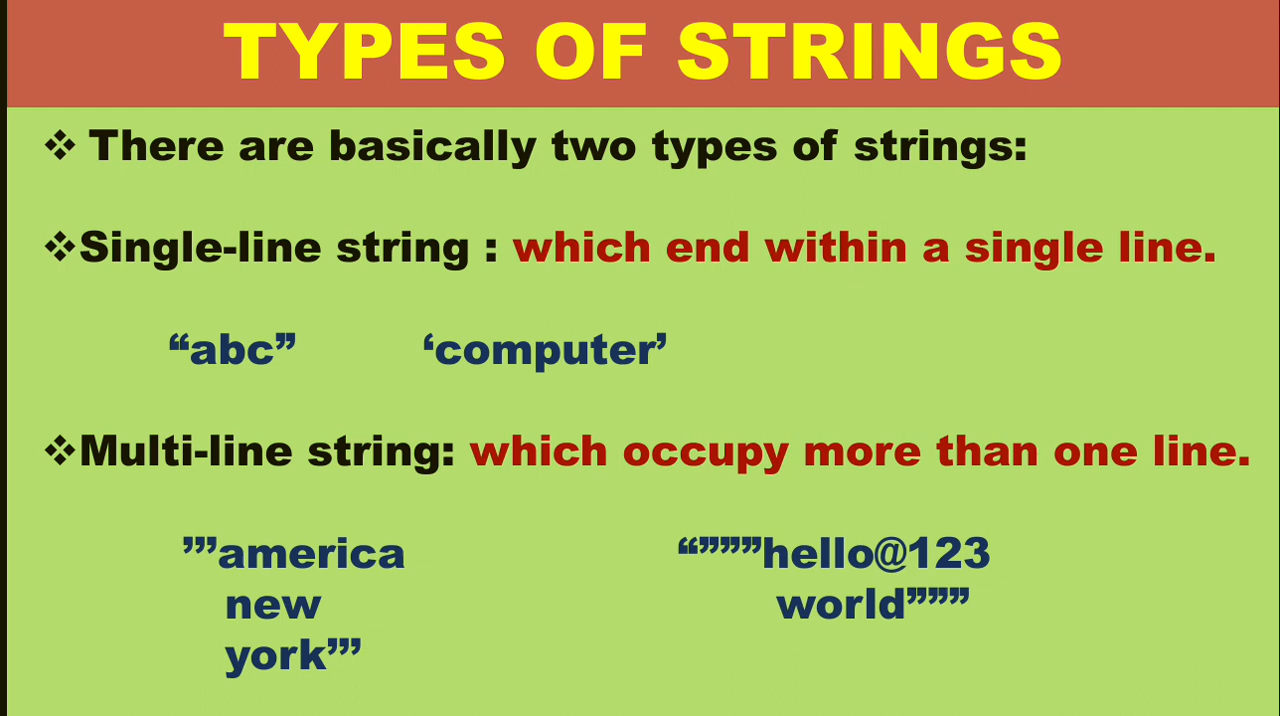 TYPES OF STRINGS
❖ There are basically two types of strings:
❖Single-line string : which end within a single line.
“abc” ‘computer’
❖Multi-line string: which occupy more than one line.
’’’america “”””hello@123
new world”””
york’’’